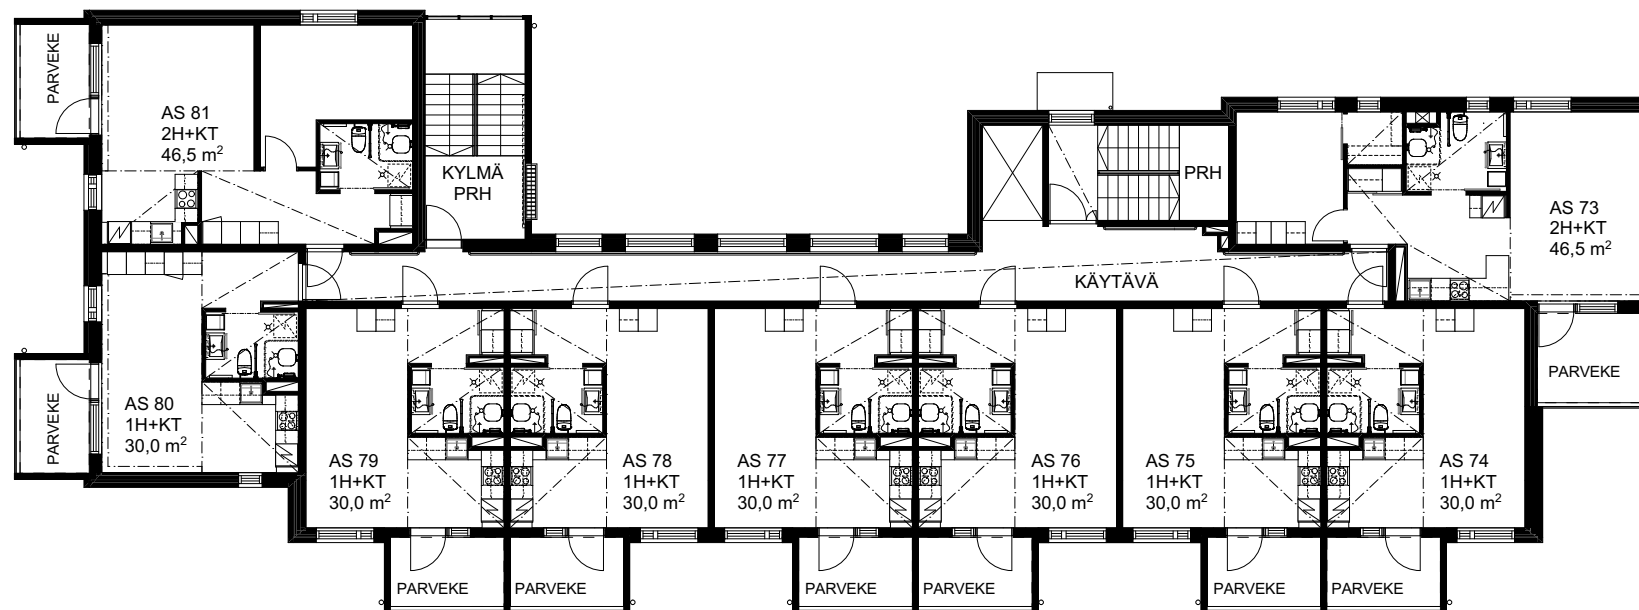 PARVEKE
AS 81
2H+KT
46,5 m²
KYLMÄ
PRH
PRH
AS 73
2H+KT
46,5 m²
KÄYTÄVÄ
PARVEKE
PARVEKE
AS 80
1H+KT
30,0 m²
AS 79
1H+KT
30,0 m²
AS 78
1H+KT
30,0 m²
AS 77
1H+KT
30,0 m²
AS 76
1H+KT
30,0 m²
AS 75
1H+KT
30,0 m²
AS 74
1H+KT
30,0 m²
PARVEKE
PARVEKE
PARVEKE
PARVEKE
PARVEKE
PARVEKE